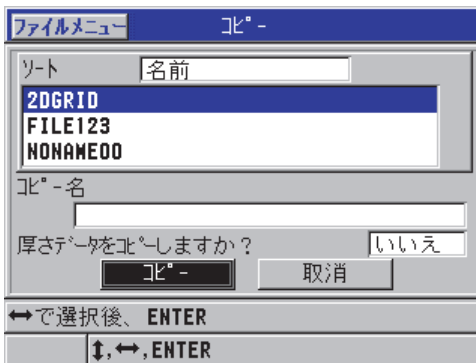 ファイルメニュー コピー
ソート 名前
2DGRID
FILE123
NONAME00
コピー名
厚さデータをコピーしますか？ いいえ
コピー 取消
↔で選択後、ENTER
↕,↔,ENTER